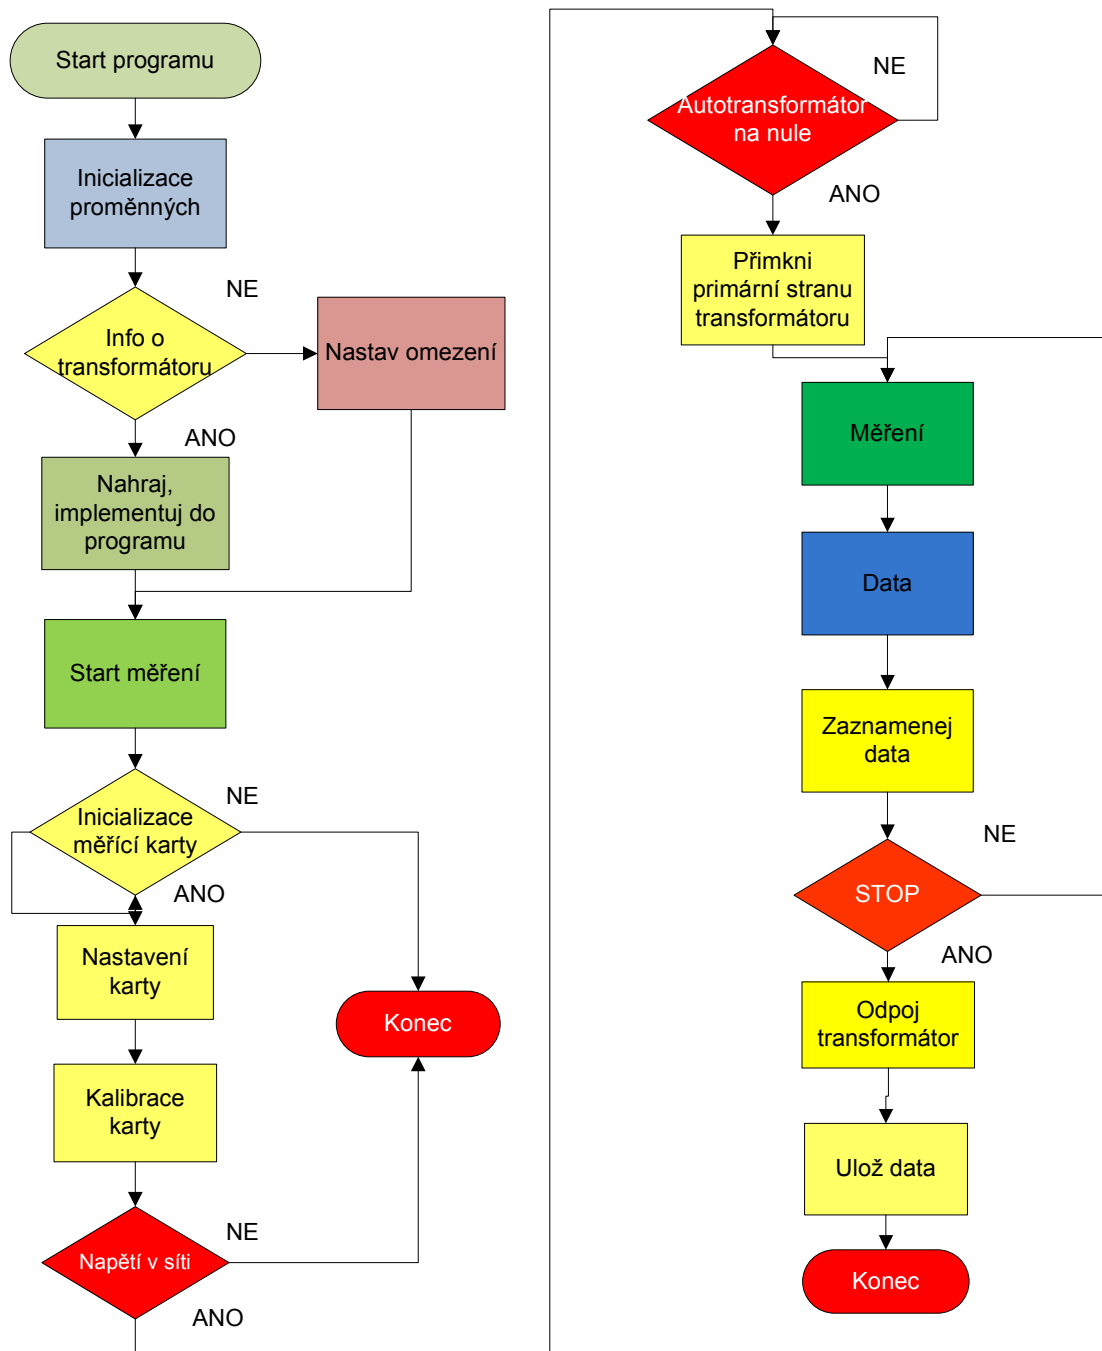 Start programu
Inicializace
proměnných
NE
Info o
transformátoru
Nastav omezení
ANO
Nahraj,
implementuj do
programu
Start měření
NE
Inicializace
měřící karty
ANO
Nastavení
karty
Konec
Kalibrace
karty
NE
Napětí v síti
ANO
NE
Autotransformátor
na nule
ANO
Přimkni
primární stranu
transformátoru
Měření
Data
Zaznamenej
data
NE
STOP
ANO
Odpoj
transformátor
Ulož data
Konec